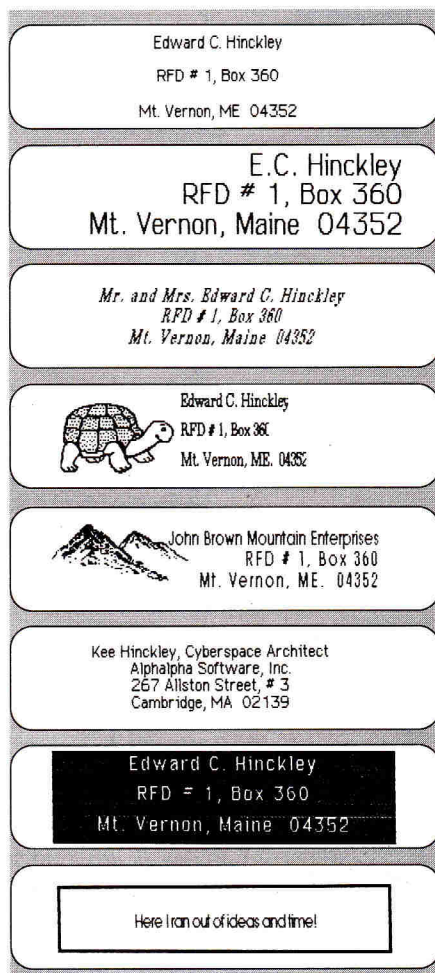 Edward C. Hinckley
RFD # 1, Box 360
Mt. Vernon, ME 04352
E.C. Hinckley
RFD # 1, Box 360
Mt. Vernon, Maine 04352
Mr. and Mrs. Edward C. Hinckley
RFD # 1, Box 360
Mt. Vernon, Maine 04352
Edward C. Hinckley
RFD # 1, Box 360
Mt. Vernon, ME. 04352
John Brown Mountain Enterprises
RFD # 1, Box 360
Mt. Vernon, ME. 04352
Kee Hinckley, Cyberspace Architect
Alphalpha Software, Inc.
267 Allston Street, # 3
Cambridge, MA 02139
Edward C. Hinckley
RFD # 1, Box 360
Mt. Vernon, Maine 04352
Here I ran out of ideas and time!